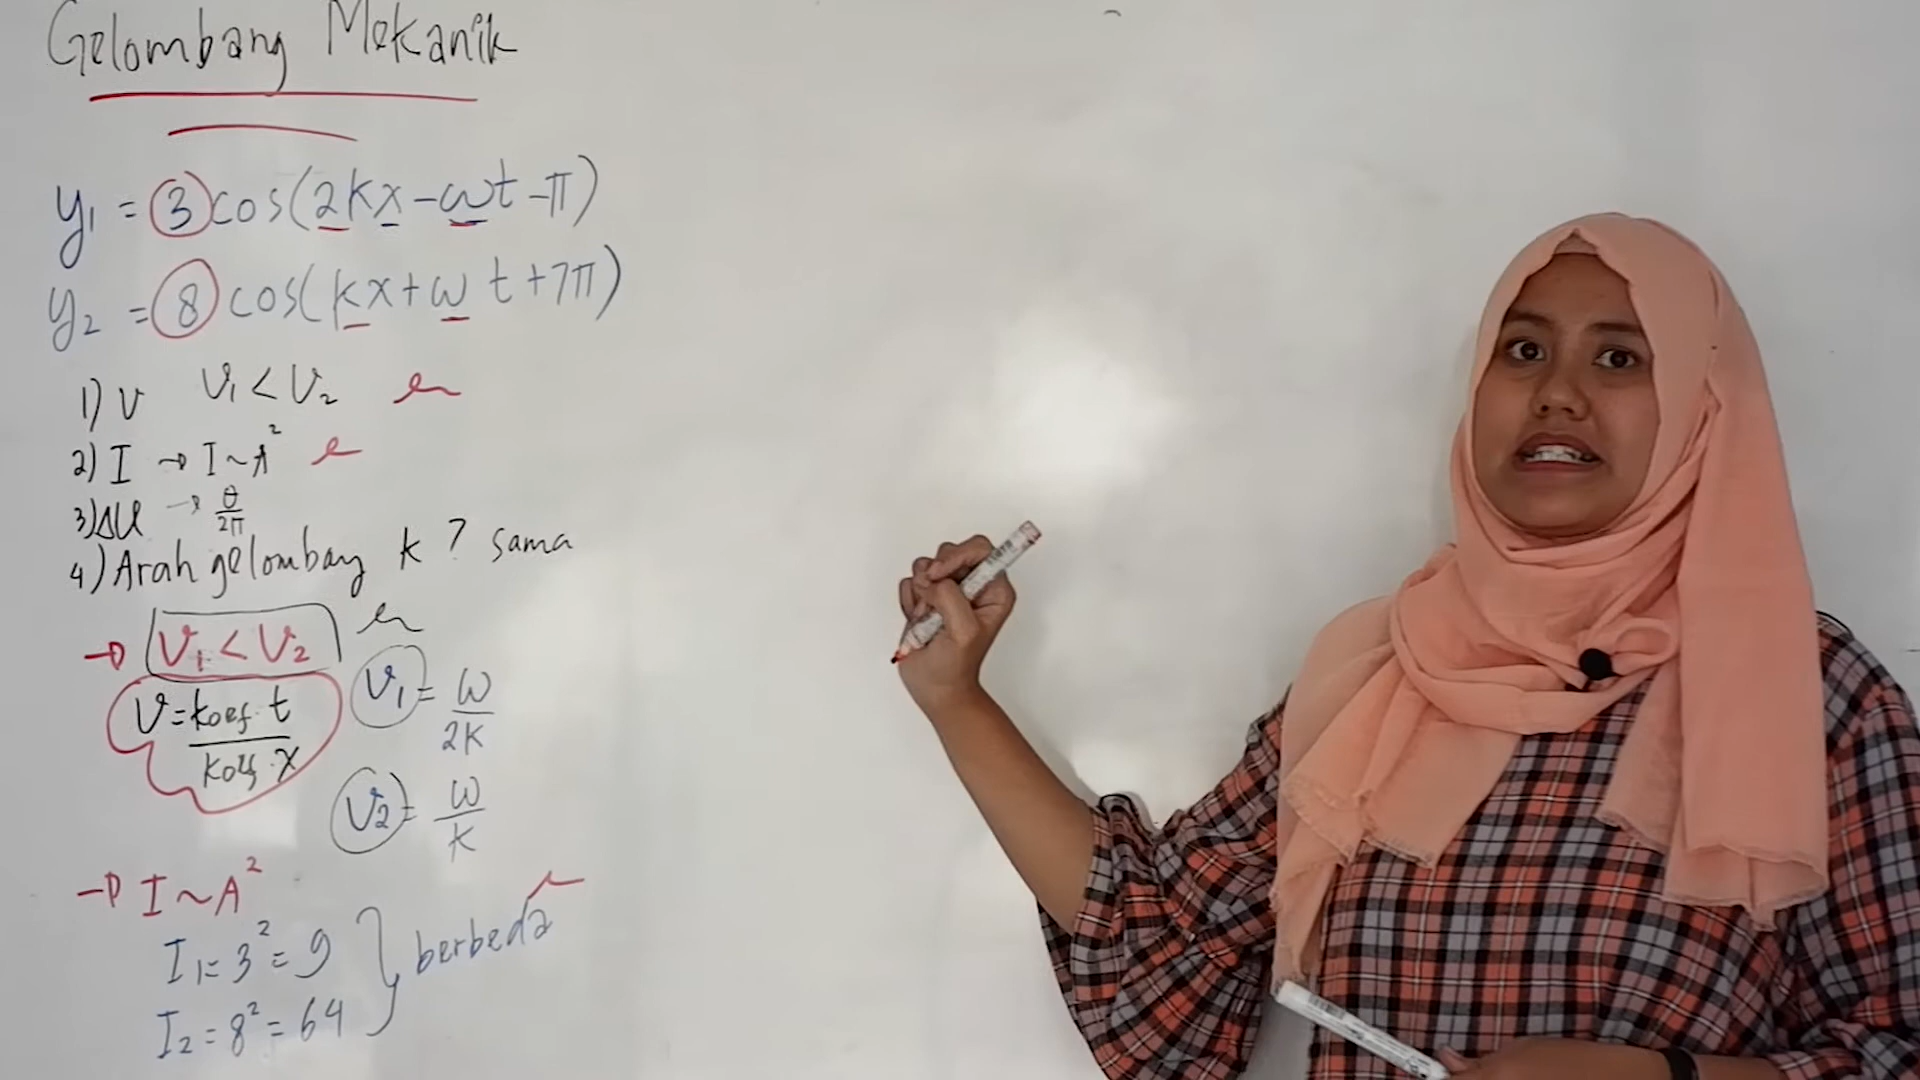 Gelombang Mekanik
y₁ = 3 cos(2kx - ωt - π)
y₂ = 8 cos(kx + ω t + 7π)
1) v v₁ < v₂
2) I → I ~ A²
3) Δφ → θ/2π
4) Arah gelombang k ? sama
→ v₁ < v₂
v = koef. t / koef. x
v₁ = ω/2k
v₂ = ω/k
→ I ~ A²
I₁ = 3² = 9
berbeda
I₂ = 8² = 64